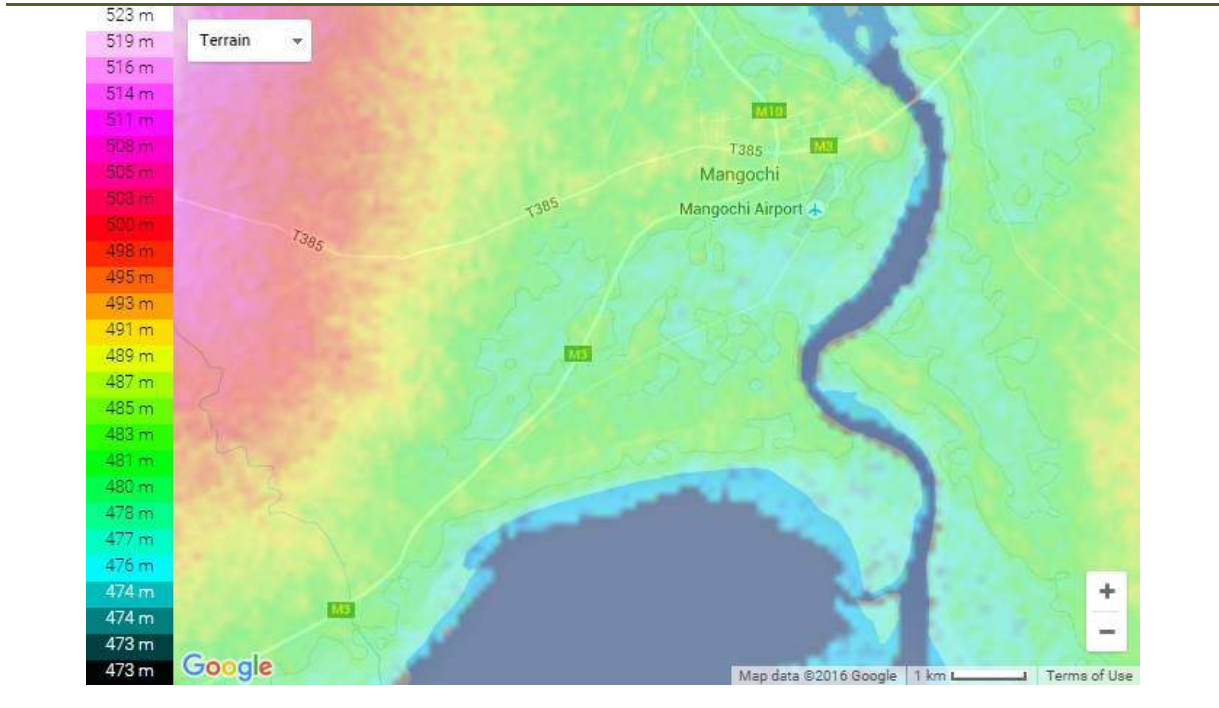 523 m
519 m
516 m
514 m
511 m
508 m
505 m
503 m
500 m
498 m
495 m
493 m
491 m
489 m
487 m
485 m
483 m
481 m
480 m
478 m
477 m
476 m
474 m
474 m
473 m
473 m
Terrain
M10
T385
M3
Mangochi
Mangochi Airport
T385
T385
M3
M3
+
−
Google
Map data ©2016 Google
1 km
Terms of Use